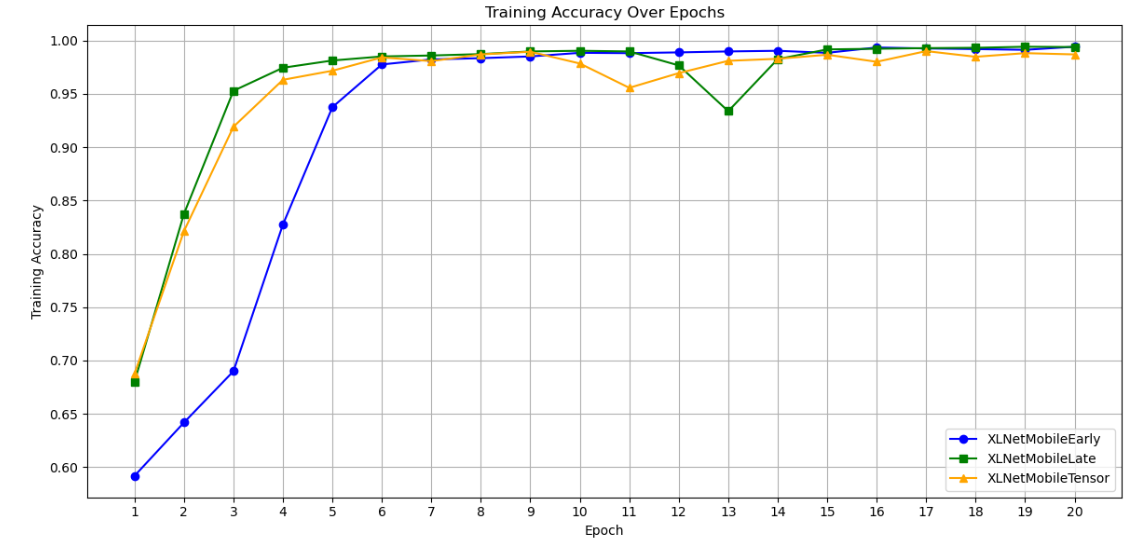 Training Accuracy Over Epochs
Training Accuracy
1.00
0.95
0.90
0.85
0.80
0.75
0.70
0.65
0.60
XLNetMobileEarly
XLNetMobileLate
XLNetMobileTensor
1 2 3 4 5 6 7 8 9 10 11 12 13 14 15 16 17 18 19 20
Epoch